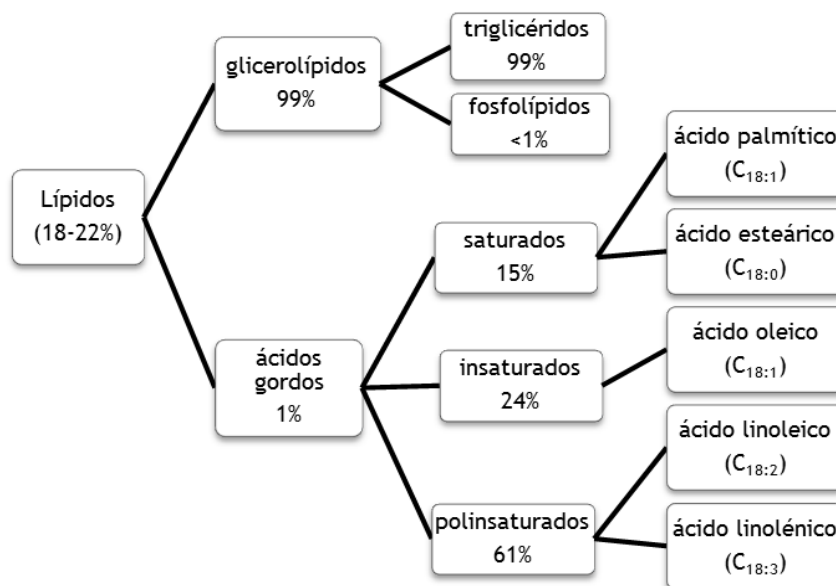 Lípidos
(18-22%)
glicerolípidos
99%
triglicéridos
99%
fosfolípidos
<1%
ácidos
gordos
1%
saturados
15%
ácido palmítico
(C18:1)
ácido esteárico
(C18:0)
insaturados
24%
ácido oleico
(C18:1)
polinsaturados
61%
ácido linoleico
(C18:2)
ácido linolénico
(C18:3)